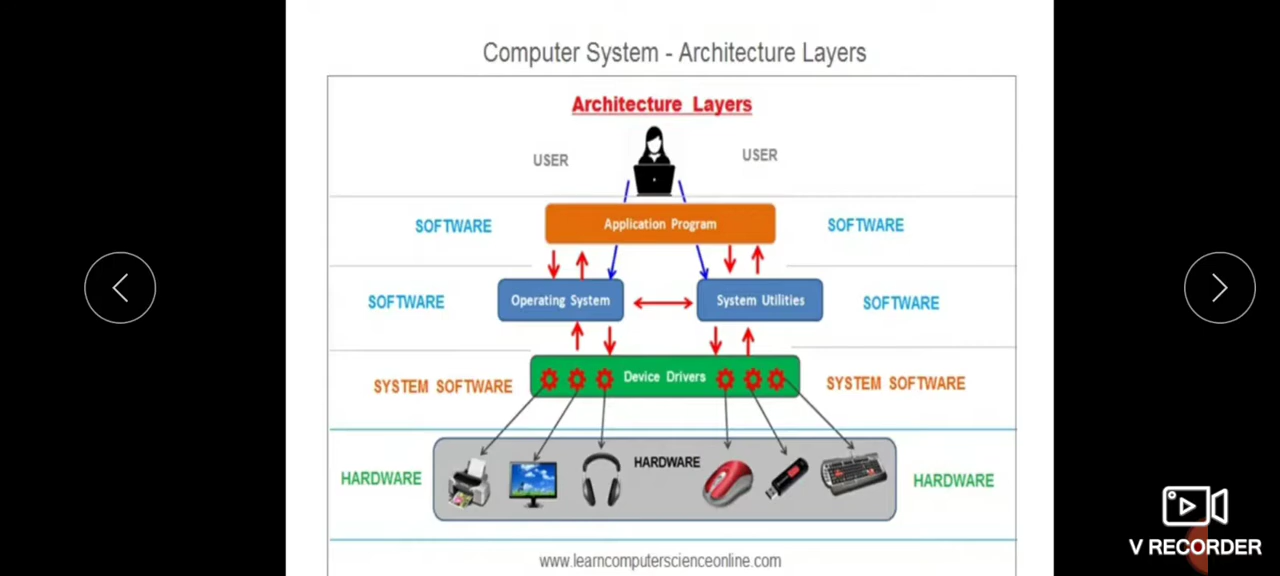 Computer System - Architecture Layers
Architecture Layers
USER
USER
SOFTWARE
Application Program
SOFTWARE
SOFTWARE
Operating System
System Utilities
SOFTWARE
SYSTEM SOFTWARE
Device Drivers
SYSTEM SOFTWARE
HARDWARE
HARDWARE
HARDWARE
www.learncomputerscienceonline.com
V RECORDER